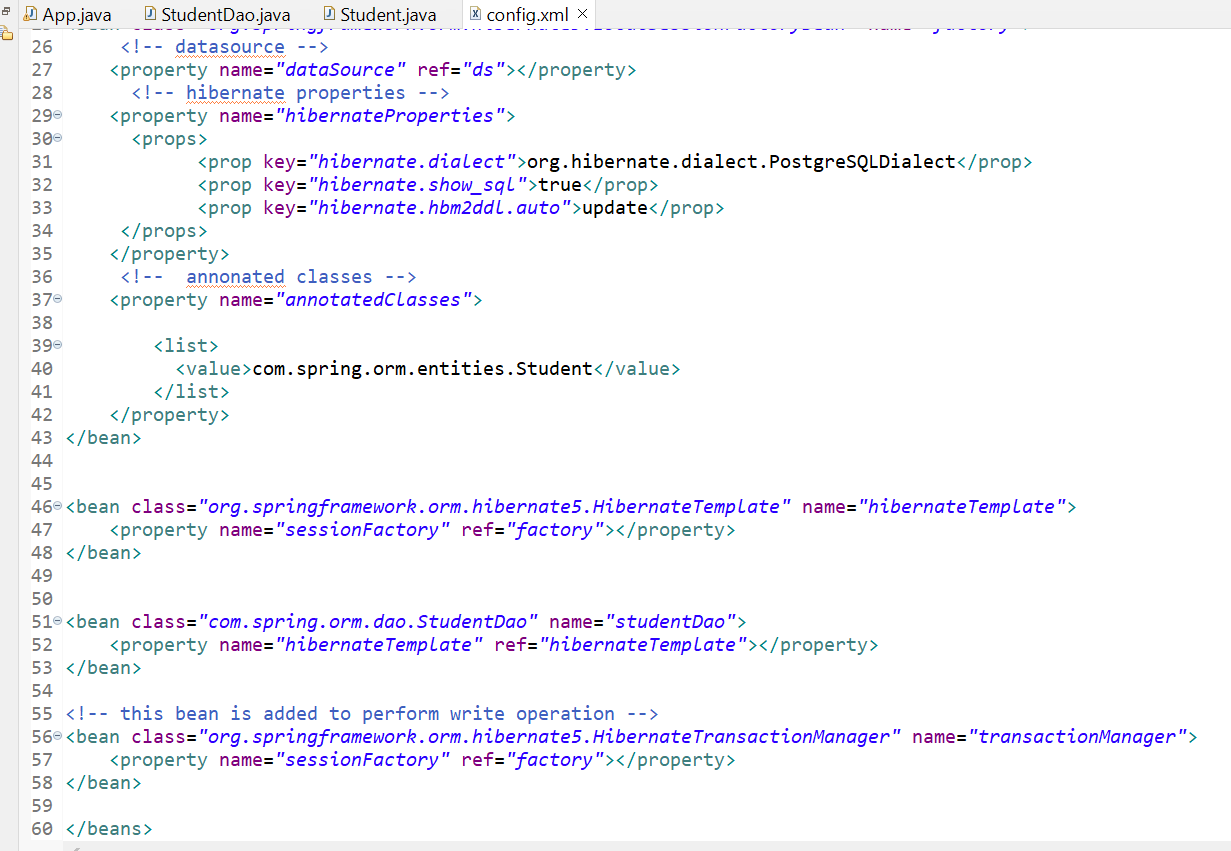 App.java StudentDao.java Student.java config.xml
26 <!-- datasource -->
27 <property name="dataSource" ref="ds"></property>
28 <!-- hibernate properties -->
29 <property name="hibernateProperties">
30 <props>
31 <prop key="hibernate.dialect">org.hibernate.dialect.PostgreSQLDialect</prop>
32 <prop key="hibernate.show_sql">true</prop>
33 <prop key="hibernate.hbm2ddl.auto">update</prop>
34 </props>
35 </property>
36 <!--  annonated classes -->
37 <property name="annotatedClasses">
38
39 <list>
40 <value>com.spring.orm.entities.Student</value>
41 </list>
42 </property>
43 </bean>
44
45
46 <bean class="org.springframework.orm.hibernate5.HibernateTemplate" name="hibernateTemplate">
47 <property name="sessionFactory" ref="factory"></property>
48 </bean>
49
50
51 <bean class="com.spring.orm.dao.StudentDao" name="studentDao">
52 <property name="hibernateTemplate" ref="hibernateTemplate"></property>
53 </bean>
54
55 <!-- this bean is added to perform write operation -->
56 <bean class="org.springframework.orm.hibernate5.HibernateTransactionManager" name="transactionManager">
57 <property name="sessionFactory" ref="factory"></property>
58 </bean>
59
60 </beans>